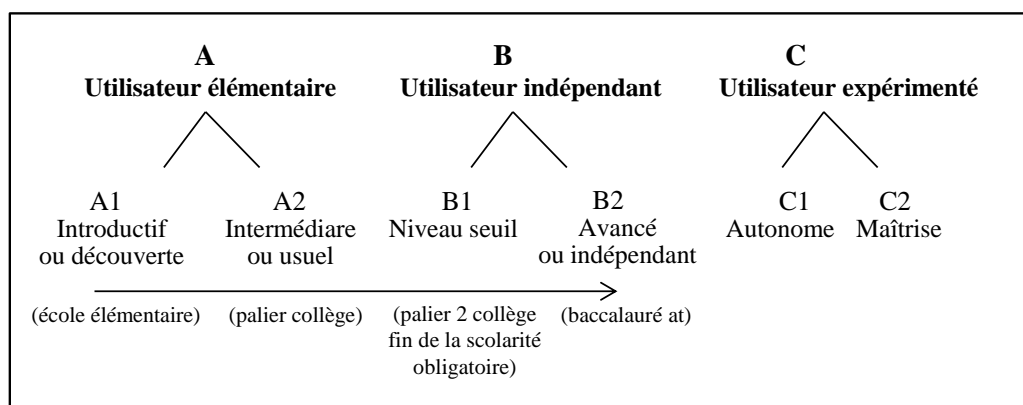 A B C
Utilisateur élémentaire Utilisateur indépendant Utilisateur expérimenté
A1 A2 B1 B2 C1 C2
Introductif Intermédiare Niveau seuil Avancé Autonome Maîtrise
ou découverte ou usuel ou indépendant
(école élémentaire) (palier collège) (palier 2 collège (baccalauré at)
fin de la scolarité
obligatoire)